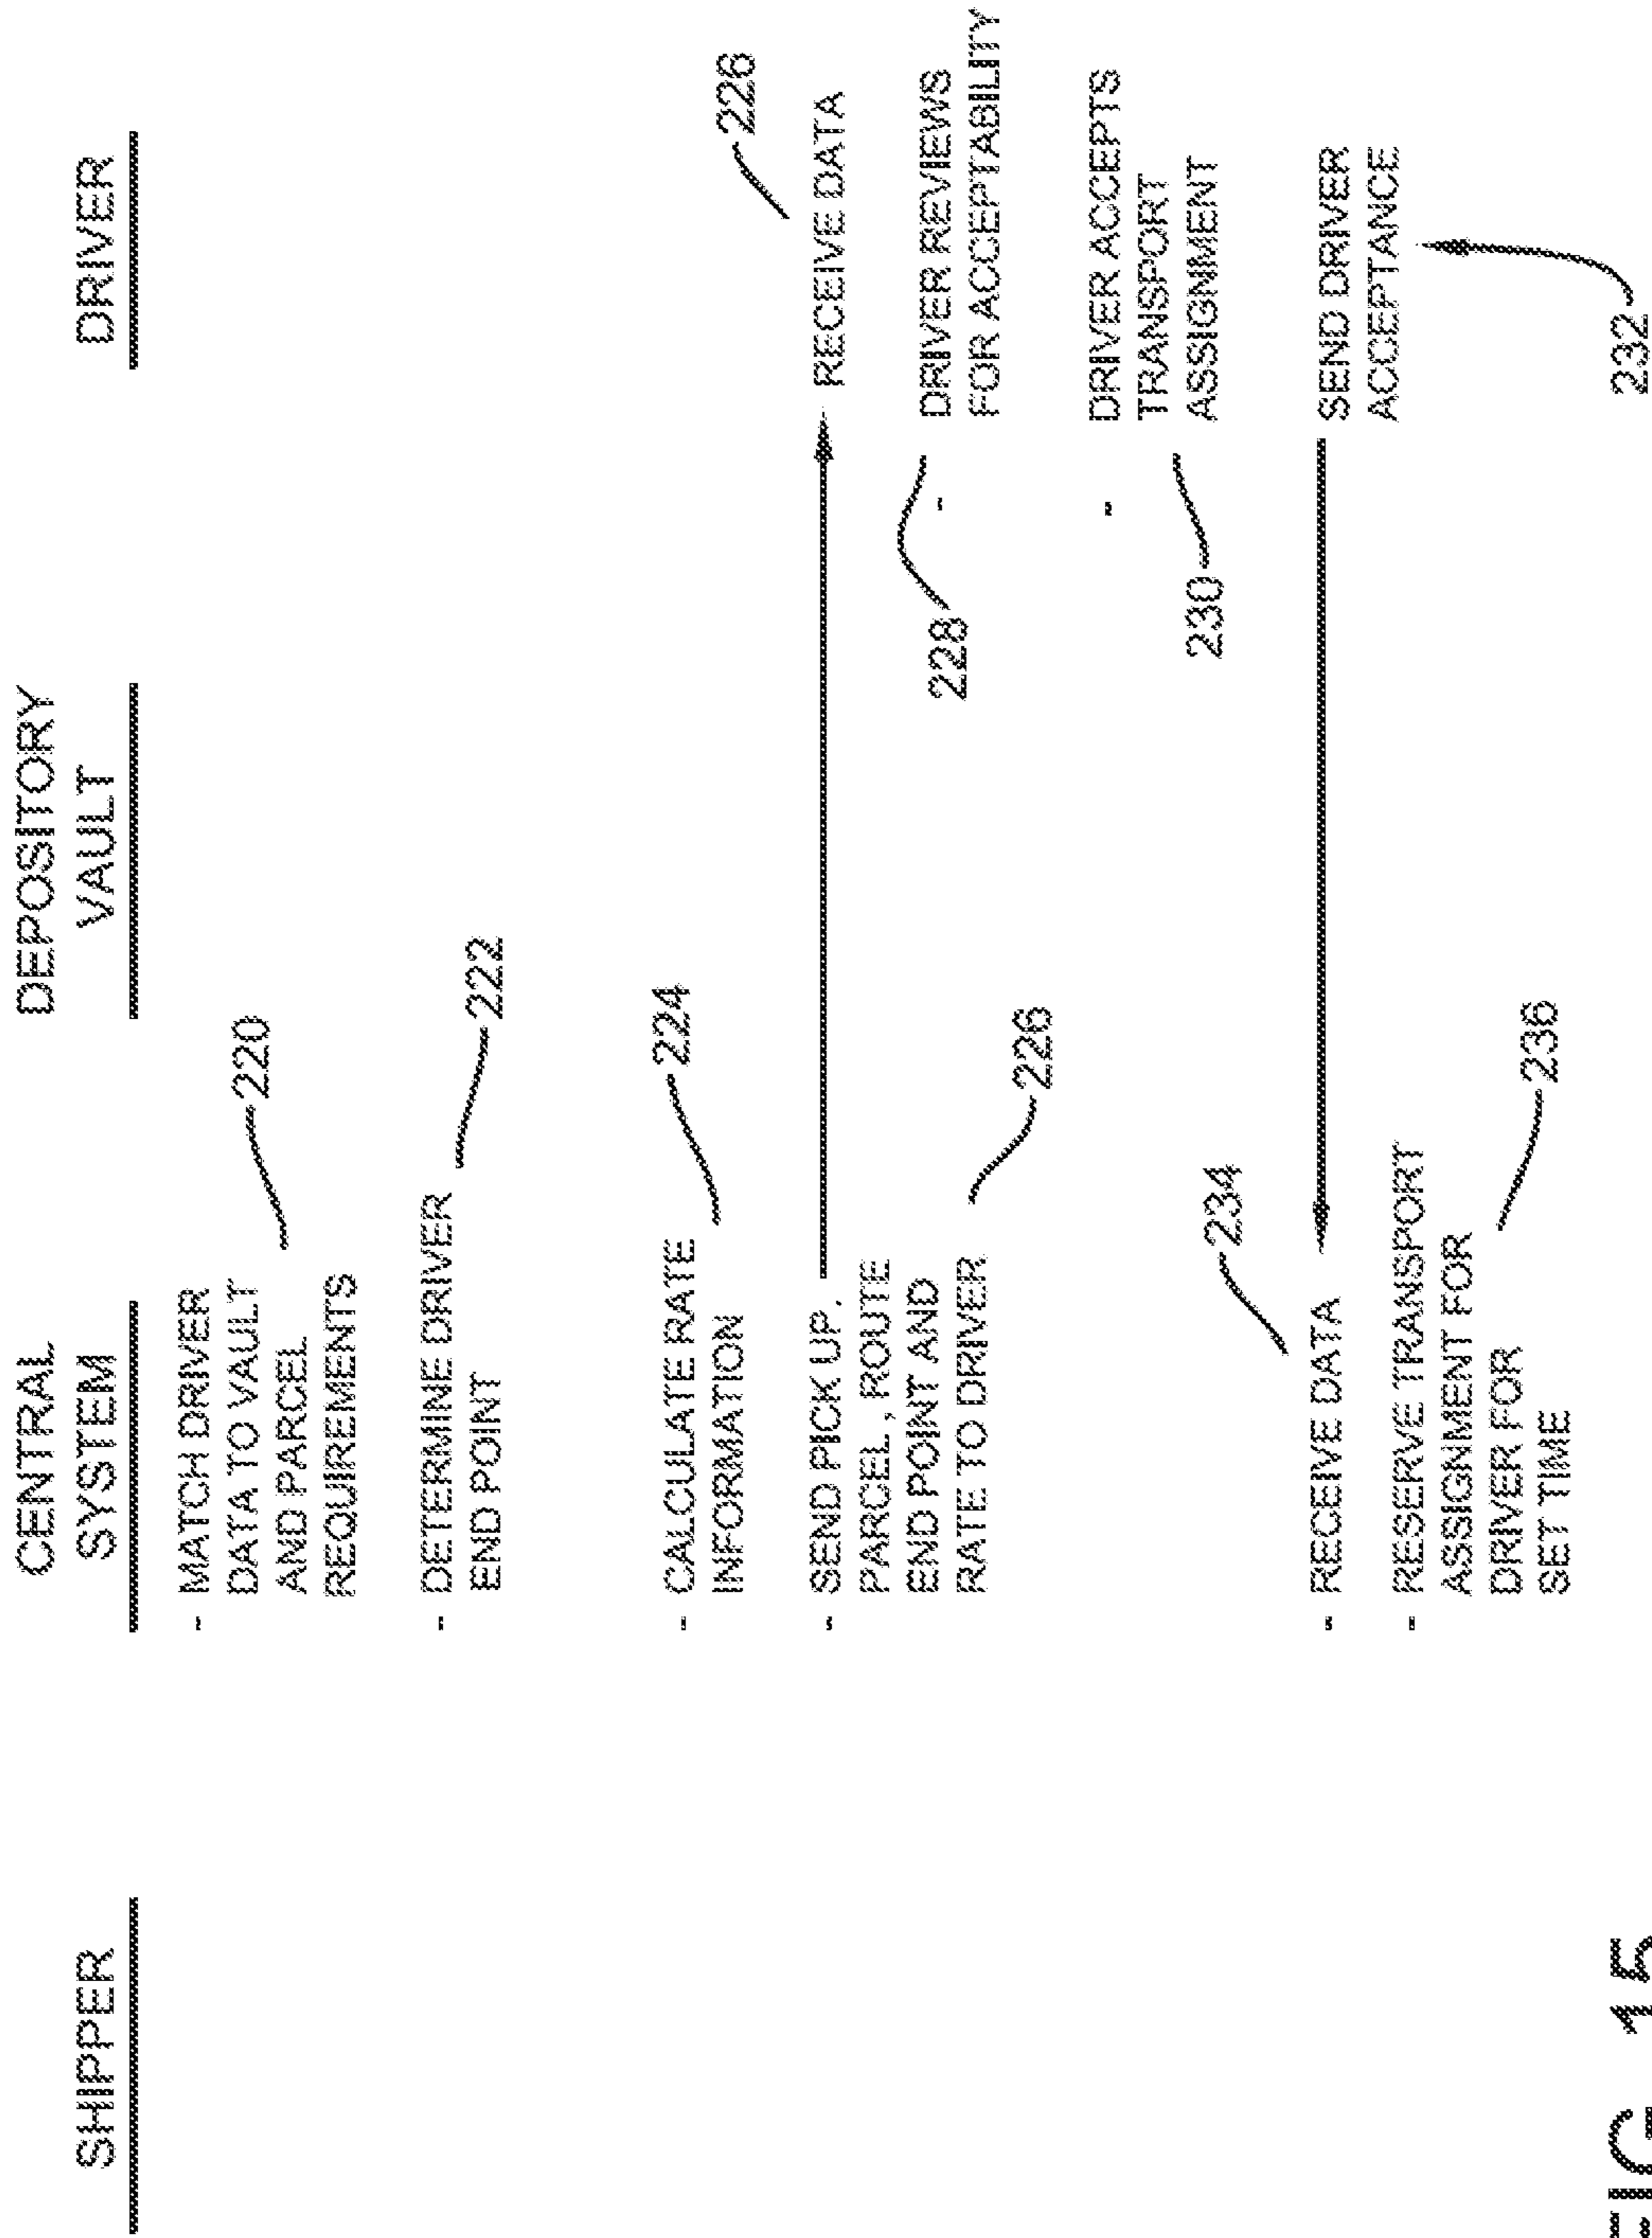 SHIPPER
CENTRAL
SYSTEM
DEPOSITORY
VAULT
DRIVER
- MATCH DRIVER
DATA TO VAULT
AND PARCEL
REQUIREMENTS
220
- DETERMINE DRIVER
END POINT
222
- CALCULATE RATE
INFORMATION
224
- SEND PICK UP,
PARCEL, ROUTE
END POINT AND
RATE TO DRIVER
226
RECEIVE DATA
226
- DRIVER REVIEWS
FOR ACCEPTABILITY
228
- DRIVER ACCEPTS
TRANSPORT
ASSIGNMENT
230
SEND DRIVER
ACCEPTANCE
232
- RECEIVE DATA
234
- RESERVE TRANSPORT
ASSIGNMENT FOR
DRIVER FOR
SET TIME
236
FIG 15